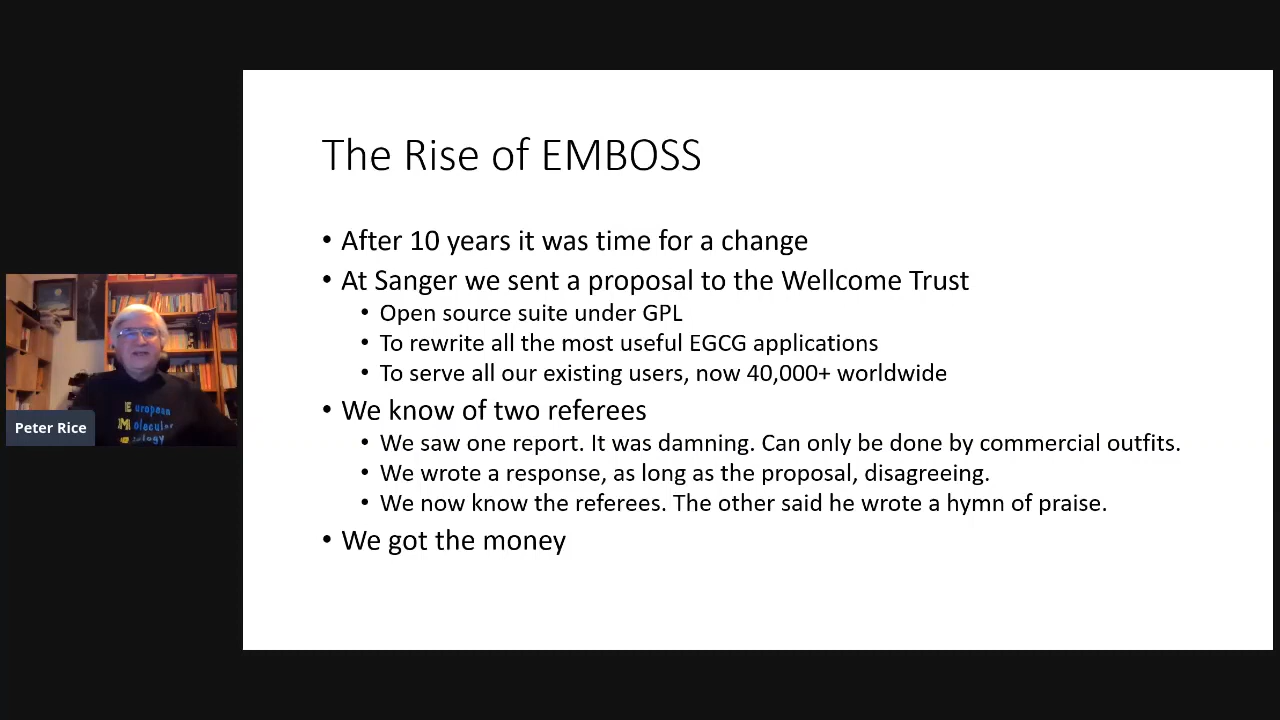 The Rise of EMBOSS
• After 10 years it was time for a change
• At Sanger we sent a proposal to the Wellcome Trust
• Open source suite under GPL
• To rewrite all the most useful EGCG applications
• To serve all our existing users, now 40,000+ worldwide
• We know of two referees
• We saw one report. It was damning. Can only be done by commercial outfits.
• We wrote a response, as long as the proposal, disagreeing.
• We now know the referees. The other said he wrote a hymn of praise.
• We got the money
European
Molecular
Peter Rice